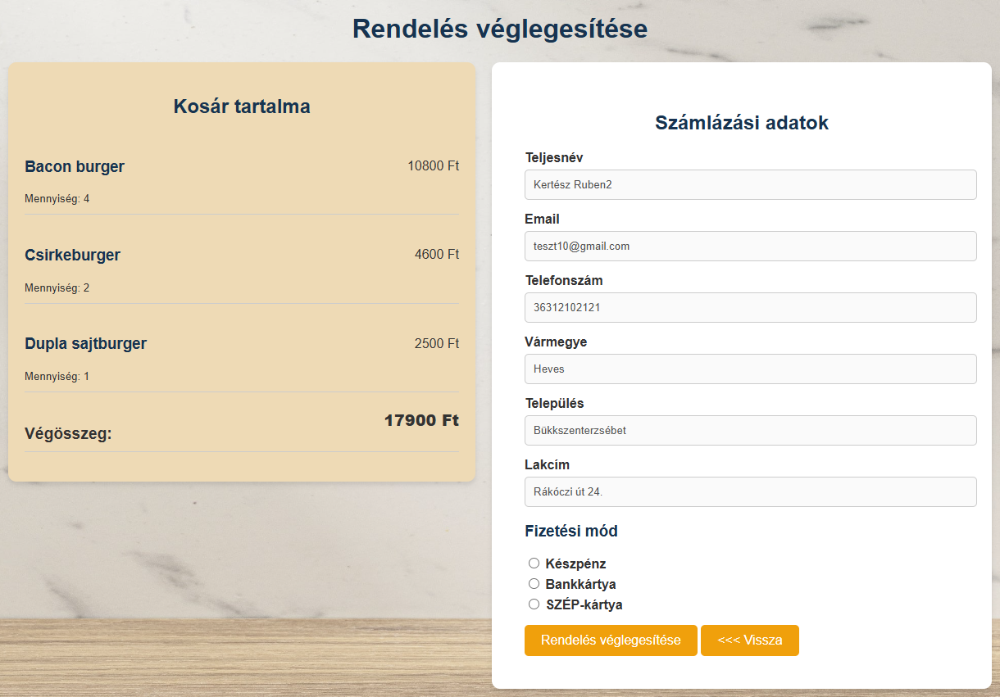 Rendelés véglegesítése
Kosár tartalma
Bacon burger 10800 Ft
Mennyiség: 4
Csirkeburger 4600 Ft
Mennyiség: 2
Dupla sajtburger 2500 Ft
Mennyiség: 1
Végösszeg: 17900 Ft
Számlázási adatok
Teljesnév
Kertész Ruben2
Email
teszt10@gmail.com
Telefonszám
36312102121
Vármegye
Heves
Település
Bükkszenterzsébet
Lakcím
Rákóczi út 24.
Fizetési mód
Készpénz
Bankkártya
SZÉP-kártya
Rendelés véglegesítése <<< Vissza